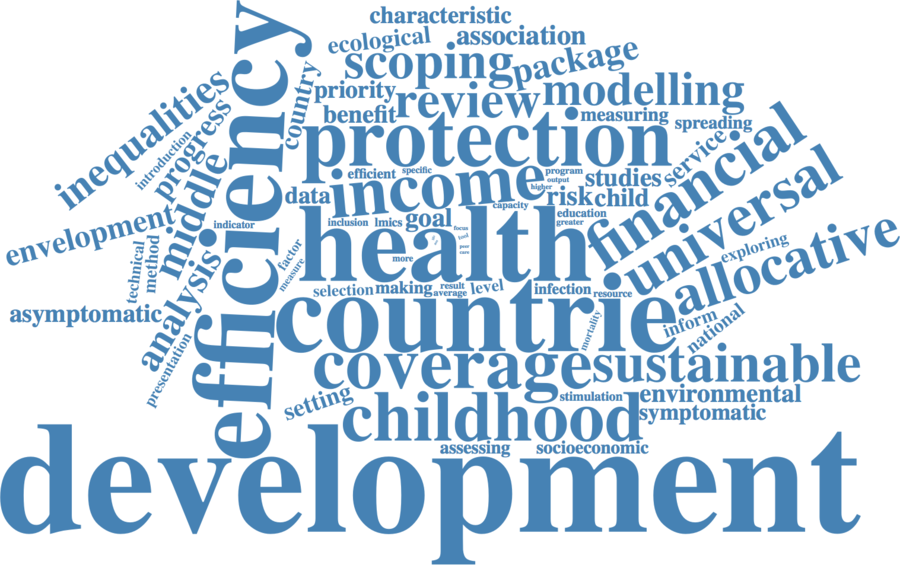 characteristic
ecological
association
scoping
package
efficiency
country
priority
review
modelling
inequalities
progress
introduction
benefit
measuring
spreading
protection
financial
service
middle
efficient
specific
program
output
studies
data
income
higher
risk
child
universal
envelopment
indicator
inclusion
lmics
goal
capacity
education
greater
health
focus
technical
method
factor
measure
more
care
exploring
allocative
analysis
selection
making
result
average
level
infection
resource
asymptomatic
countrie
mortality
inform
national
presentation
coverage
sustainable
setting
childhood
stimulation
environmental
symptomatic
assessing
socioeconomic
development